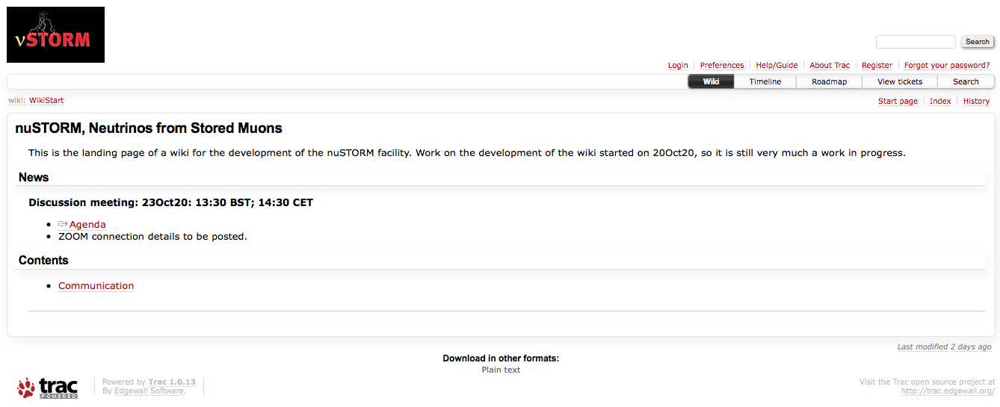 νSTORM
Search
Login Preferences Help/Guide About Trac Register Forgot your password?
Wiki Timeline Roadmap View tickets Search
wiki: WikiStart
Start page Index History
nuSTORM, Neutrinos from Stored Muons
This is the landing page of a wiki for the development of the nuSTORM facility. Work on the development of the wiki started on 20Oct20, so it is still very much a work in progress.
News
Discussion meeting: 23Oct20: 13:30 BST; 14:30 CET
Agenda
ZOOM connection details to be posted.
Contents
Communication
Last modified 2 days ago
Download in other formats:
Plain text
trac
POWERED
Powered by Trac 1.0.13
By Edgewall Software.
Visit the Trac open source project at
http://trac.edgewall.org/